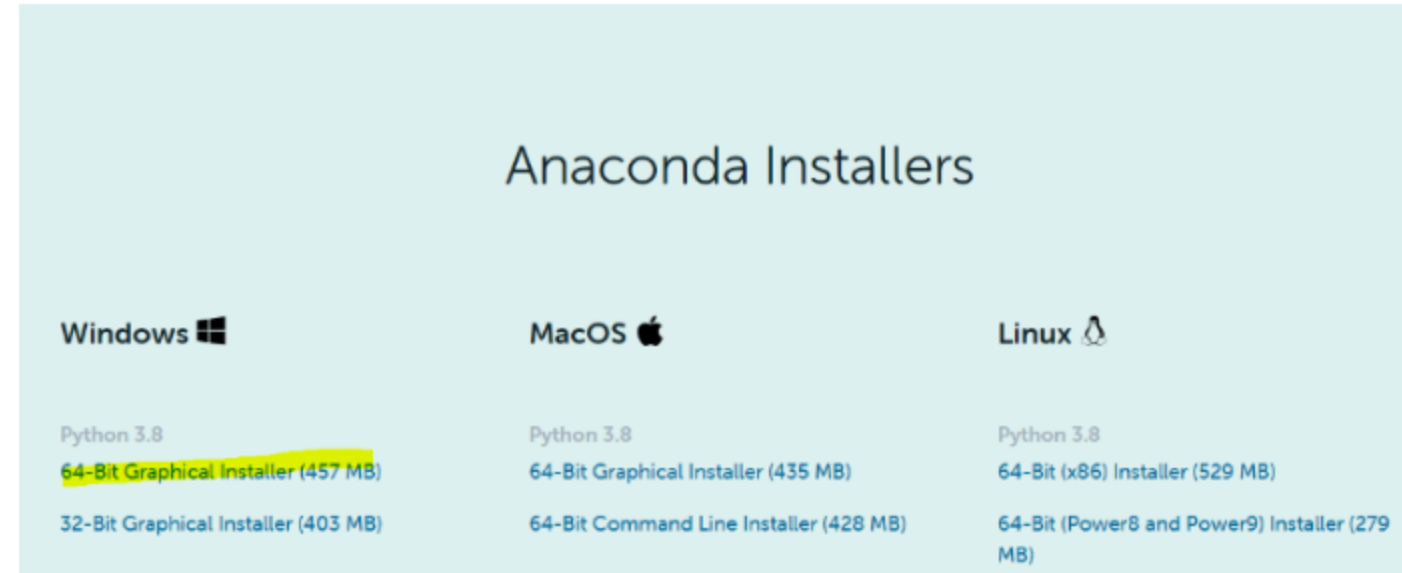 Anaconda Installers
Windows
MacOS
Linux
Python 3.8
64-Bit Graphical Installer (457 MB)
32-Bit Graphical Installer (403 MB)
Python 3.8
64-Bit Graphical Installer (435 MB)
64-Bit Command Line Installer (428 MB)
Python 3.8
64-Bit (x86) Installer (529 MB)
64-Bit (Power8 and Power9) Installer (279
MB)